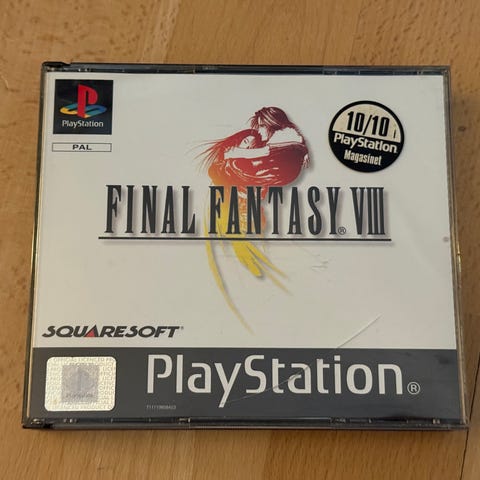 PlayStation
PAL
10/10 i
PlayStation
Magasinet
FINAL FANTASY® VIII
SQUARESOFT®
PlayStation®